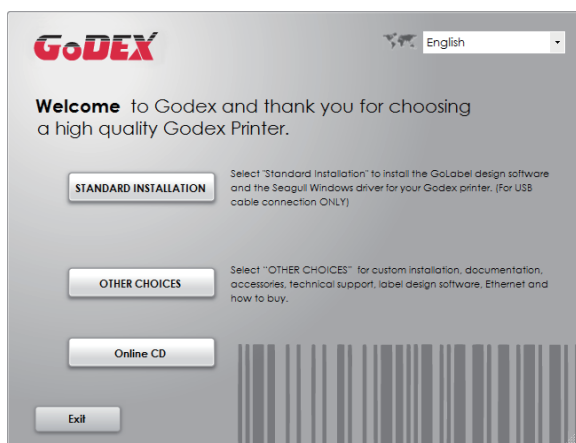 GoDEX
English
Welcome to Godex and thank you for choosing
a high quality Godex Printer.
STANDARD INSTALLATION
Select "Standard Installation" to install the GoLabel design software
and the Seagull Windows driver for your Godex printer. (For USB
cable connection ONLY)
OTHER CHOICES
Select "OTHER CHOICES" for custom installation, documentation,
accessories, technical support, label design software, Ethernet and
how to buy.
Online CD
Exit